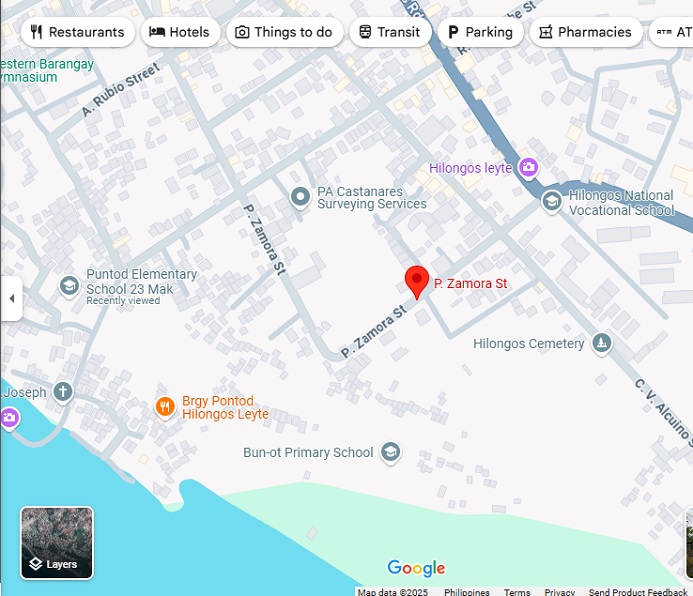 Restaurants
Hotels
Things to do
Transit
Parking
Pharmacies
ATM
AT
estern Barangay
ymnasium
A. Rubio Street
Hilongos leyte
Hilongos National
Vocational School
PA Castanares
Surveying Services
P. Zamora St
Puntod Elementary
School 23 Mak
Recently viewed
P. Zamora St
P. Zamora St
Hilongos Cemetery
C. V. Alcuino S
Joseph
Brgy Pontod
Hilongos Leyte
Bun-ot Primary School
Layers
Google
Map data ©2025 Philippines Terms Privacy Send Product Feedback